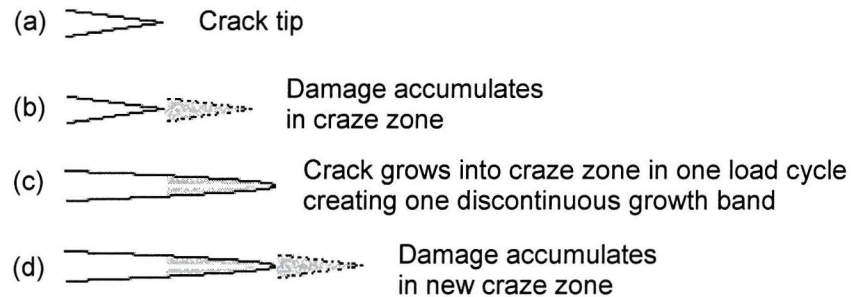 (a) Crack tip
(b) Damage accumulates
in craze zone
(c) Crack grows into craze zone in one load cycle
creating one discontinuous growth band
(d) Damage accumulates
in new craze zone